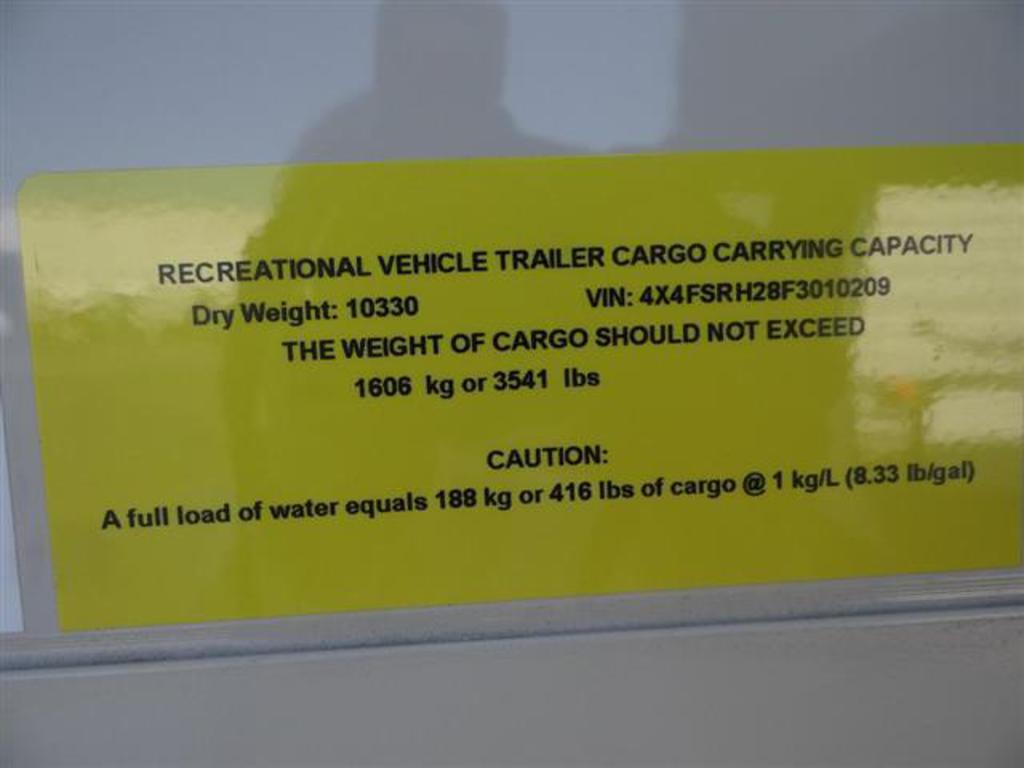 RECREATIONAL VEHICLE TRAILER CARGO CARRYING CAPACITY
Dry Weight: 10330 VIN: 4X4FSRH28F3010209
THE WEIGHT OF CARGO SHOULD NOT EXCEED
1606 kg or 3541 lbs
CAUTION:
A full load of water equals 188 kg or 416 lbs of cargo @ 1 kg/L (8.33 lb/gal)